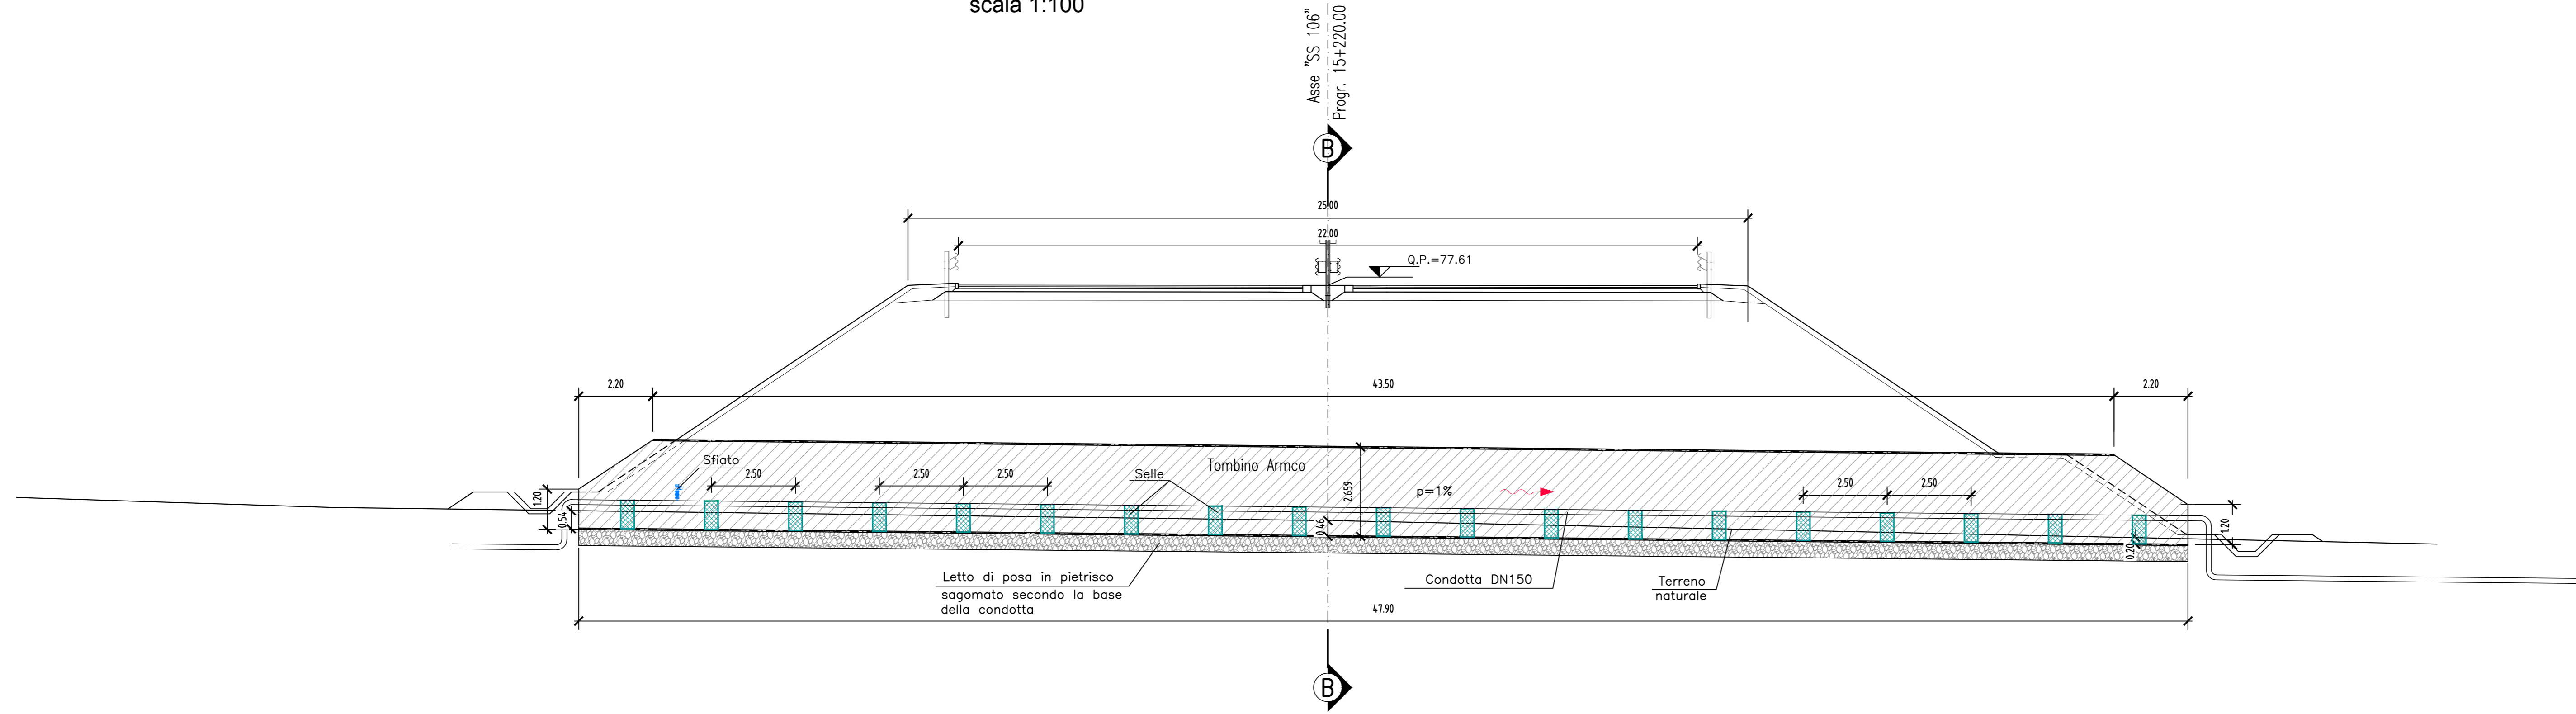 scala 1:100
Asse "SS 106"
Progr. 15+220.00
B
25.00
22.00
Q.P.=77.61
2.20
43.50
2.20
Sfiato
2.50
2.50
2.50
Selle
Tombino Armco
2.659
p=1%
2.50
2.50
1.20
0.54
0.46
1.20
0.20
Letto di posa in pietrisco
sagomato secondo la base
della condotta
Condotta DN150
Terreno
naturale
47.90
B